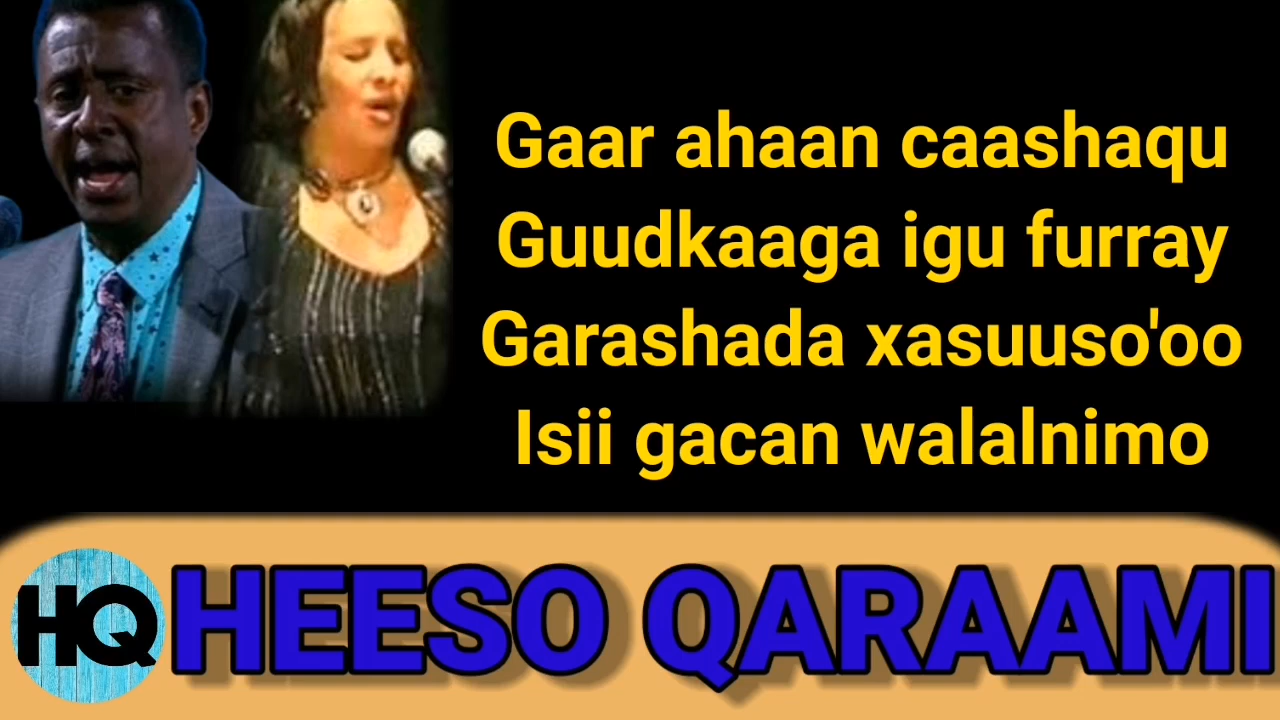 Gaar ahaan caashaqu
Guudkaaga igu furray
Garashada xasuuso'oo
Isii gacan walalnimo
HQ HEESO QARAAMI